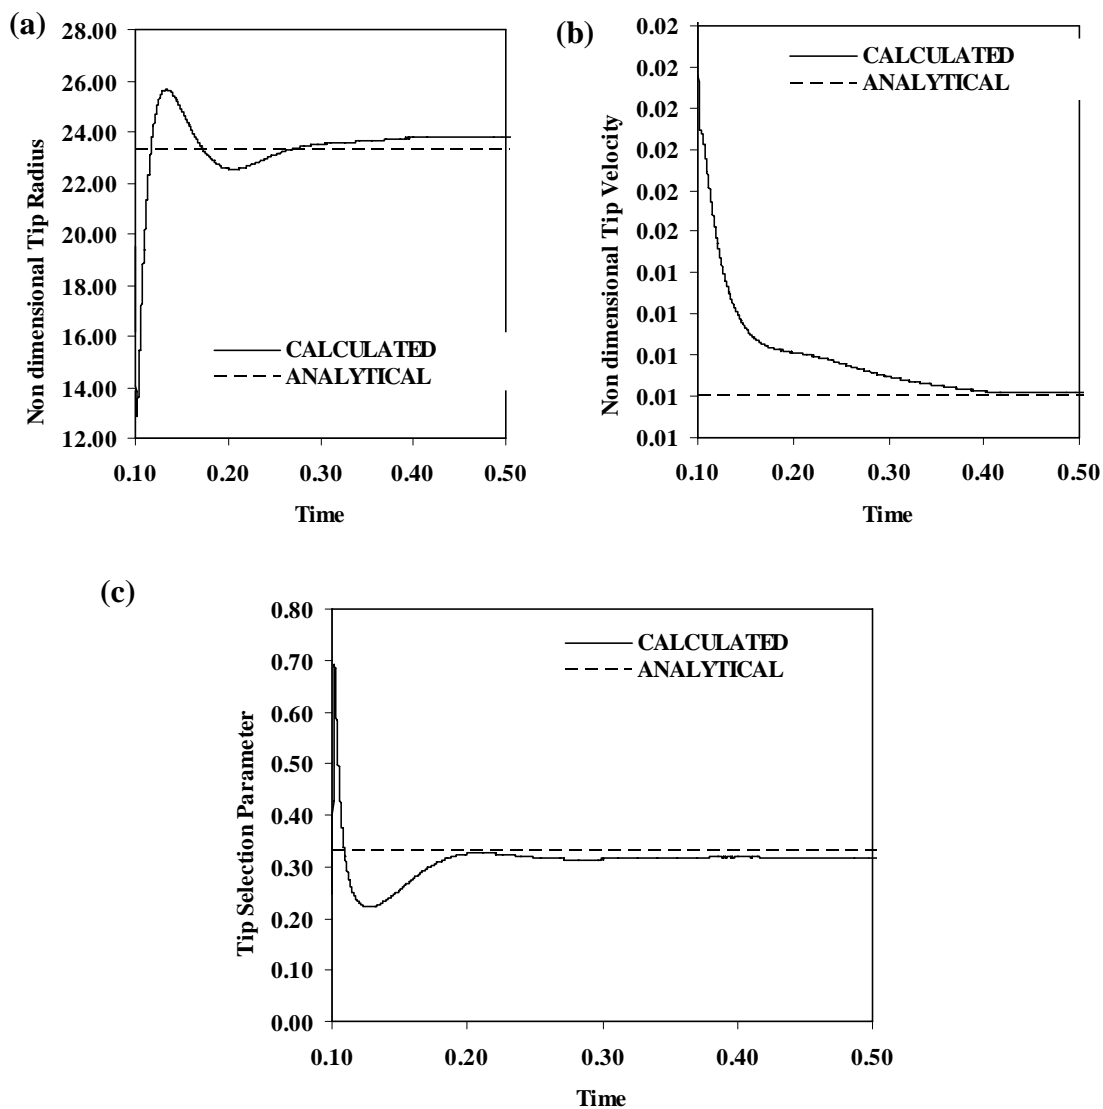 (a)
28.00
26.00
24.00
22.00
20.00
18.00
16.00
14.00
12.00
Non dimensional Tip Radius
CALCULATED
ANALYTICAL
0.10 0.20 0.30 0.40 0.50
Time
(b)
0.02
0.02
0.02
0.02
0.02
0.02
0.01
0.01
0.01
0.01
0.01
Non dimensional Tip Velocity
CALCULATED
ANALYTICAL
0.10 0.20 0.30 0.40 0.50
Time
(c)
0.80
0.70
0.60
0.50
0.40
0.30
0.20
0.10
0.00
Tip Selection Parameter
CALCULATED
ANALYTICAL
0.10 0.20 0.30 0.40 0.50
Time